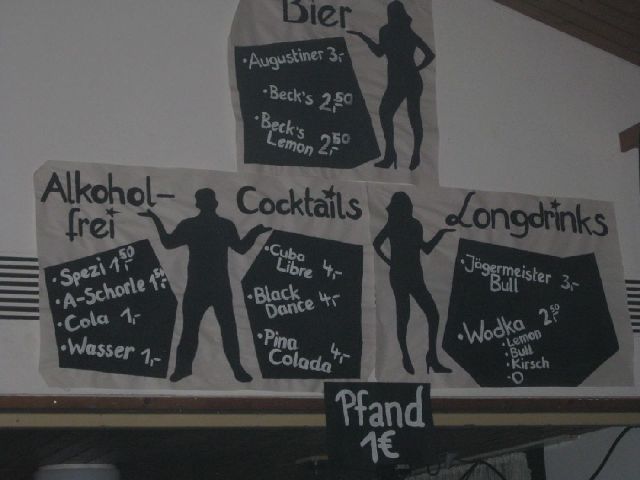 Bier
• Augustiner 3,-
• Beck's 2,50
• Beck's
Lemon 2,50
Alkohol-
frei
• Spezi 1,50
• A-Schorle 1,50
• Cola 1,-
• Wasser 1,-
Cocktails
• Cuba
Libre 4,-
• Black
Dance 4,-
• Pina
Colada 4,-
Longdrinks
• Jägermeister
Bull 3,-
• Wodka 2,50
• Lemon
• Bull
• Kirsch
• O
Pfand
1€